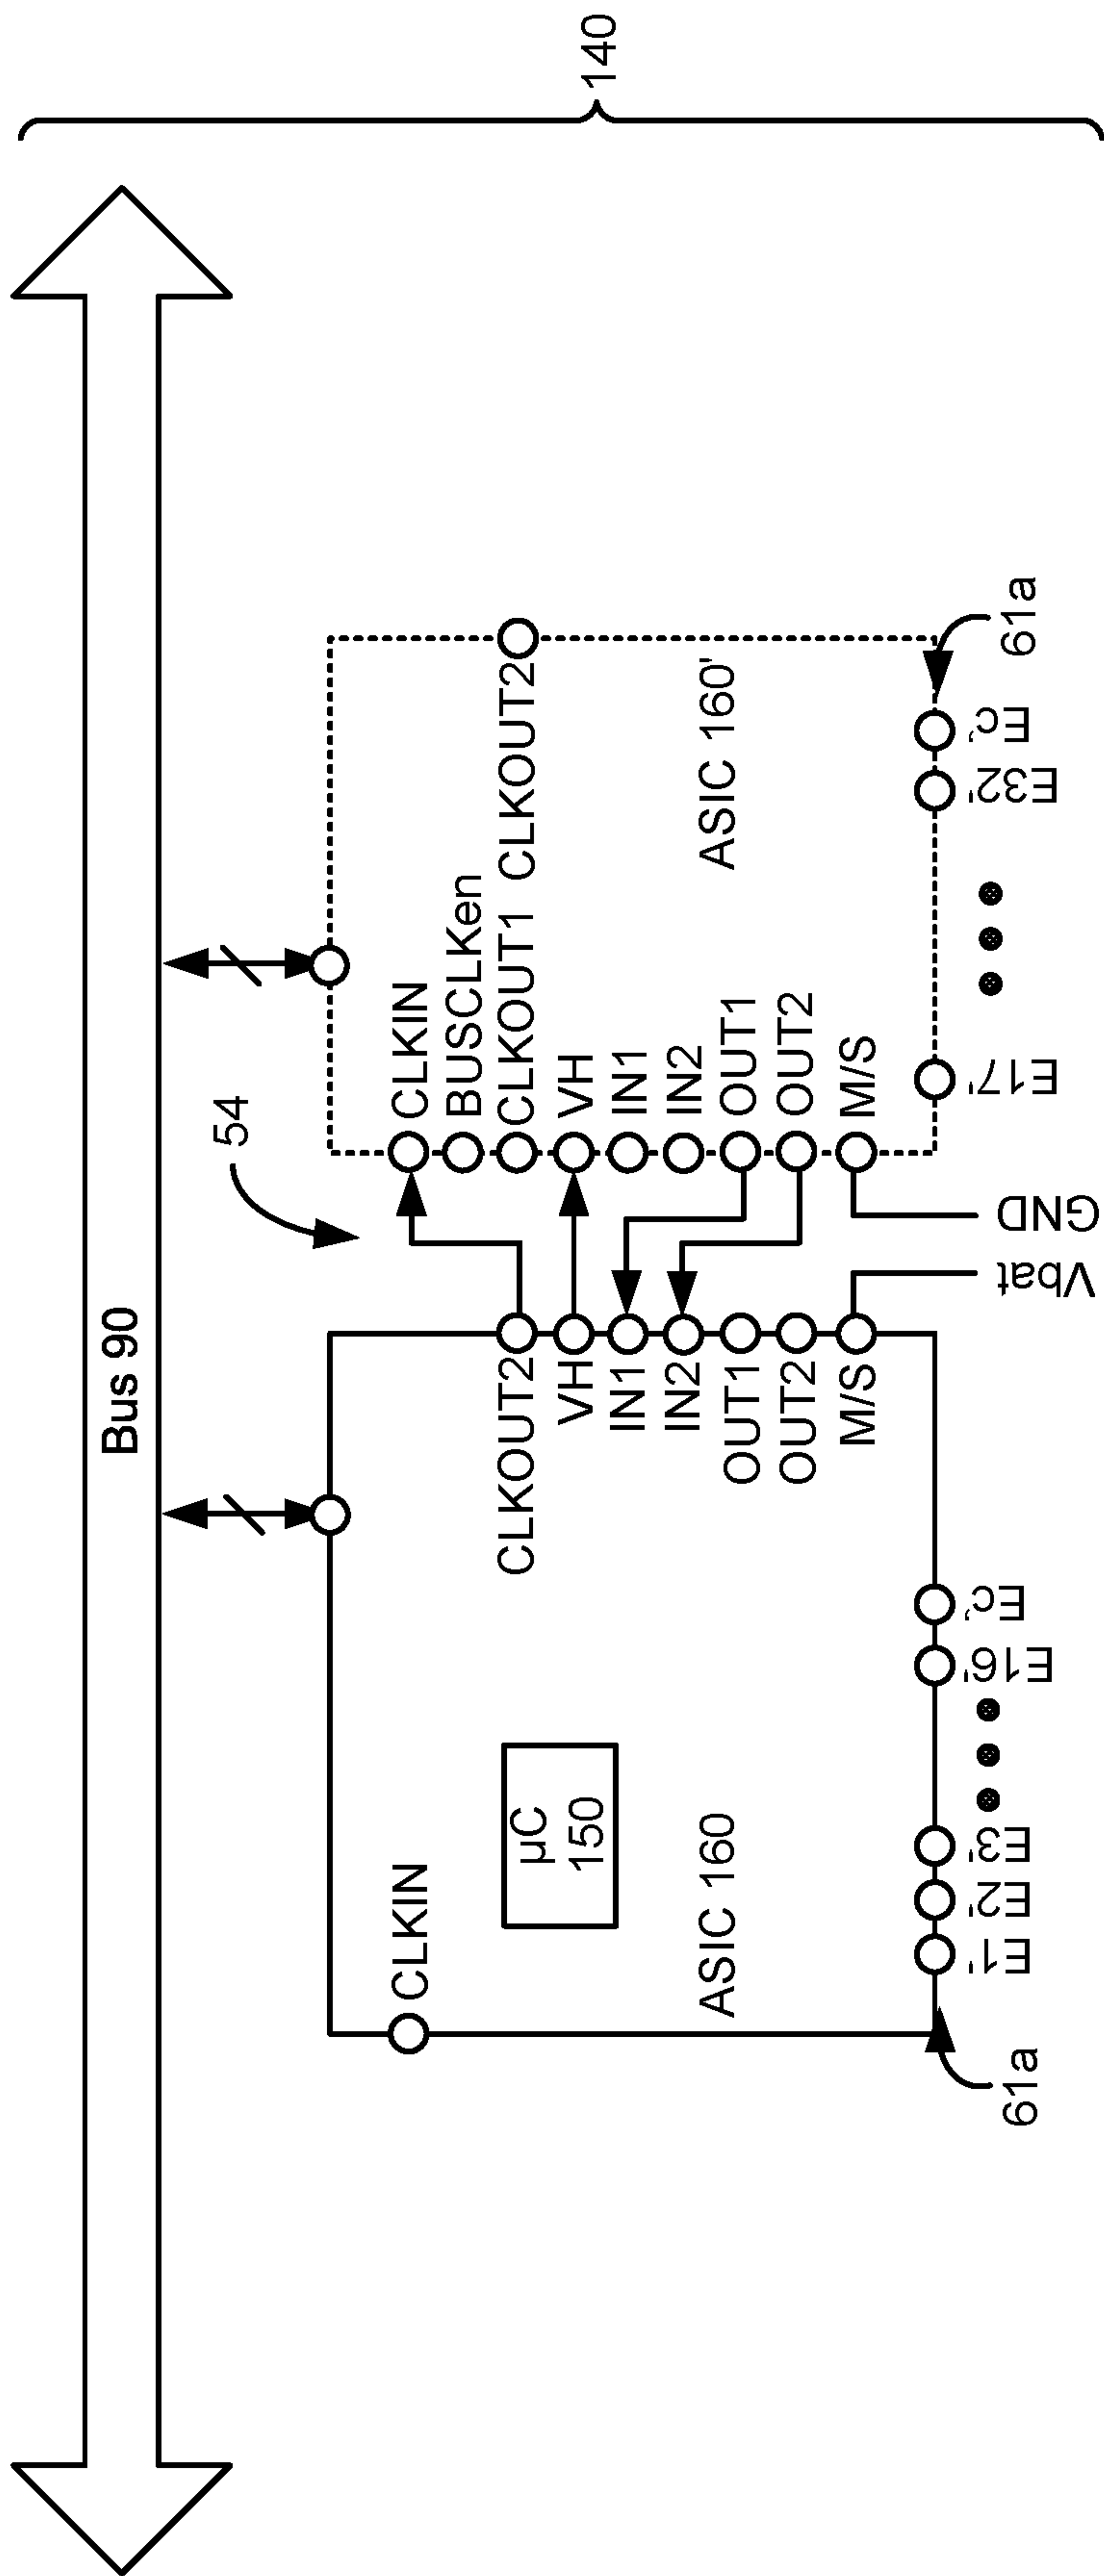 Bus 90
140
54
CLKIN
µC
150
ASIC 160
CLKOUT2
VH
IN1
IN2
OUT1
OUT2
M/S
Vbat
GND
CLKIN
BUSCLKen
CLKOUT1 CLKOUT2
VH
IN1
IN2
OUT1
OUT2
M/S
ASIC 160'
61a
E1'
E2'
E3'
E16'
Ec'
E17'
E32'
Ec'
61a